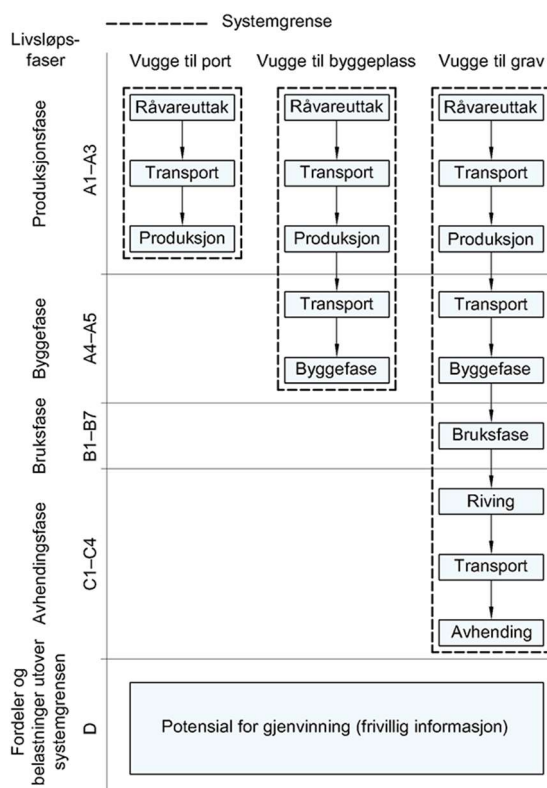 Systemgrense
Livsløps-
faser
Vugge til port
Vugge til byggeplass
Vugge til grav
Produksjonsfase
A1–A3
Råvareuttak
Transport
Produksjon
Råvareuttak
Transport
Produksjon
Råvareuttak
Transport
Produksjon
Byggefase
A4–A5
Transport
Byggefase
Transport
Byggefase
Bruksfase
B1–B7
Bruksfase
Avhendingsfase
C1–C4
Riving
Transport
Avhending
Fordeler og
belastninger utover
systemgrensen
D
Potensial for gjenvinning (frivillig informasjon)